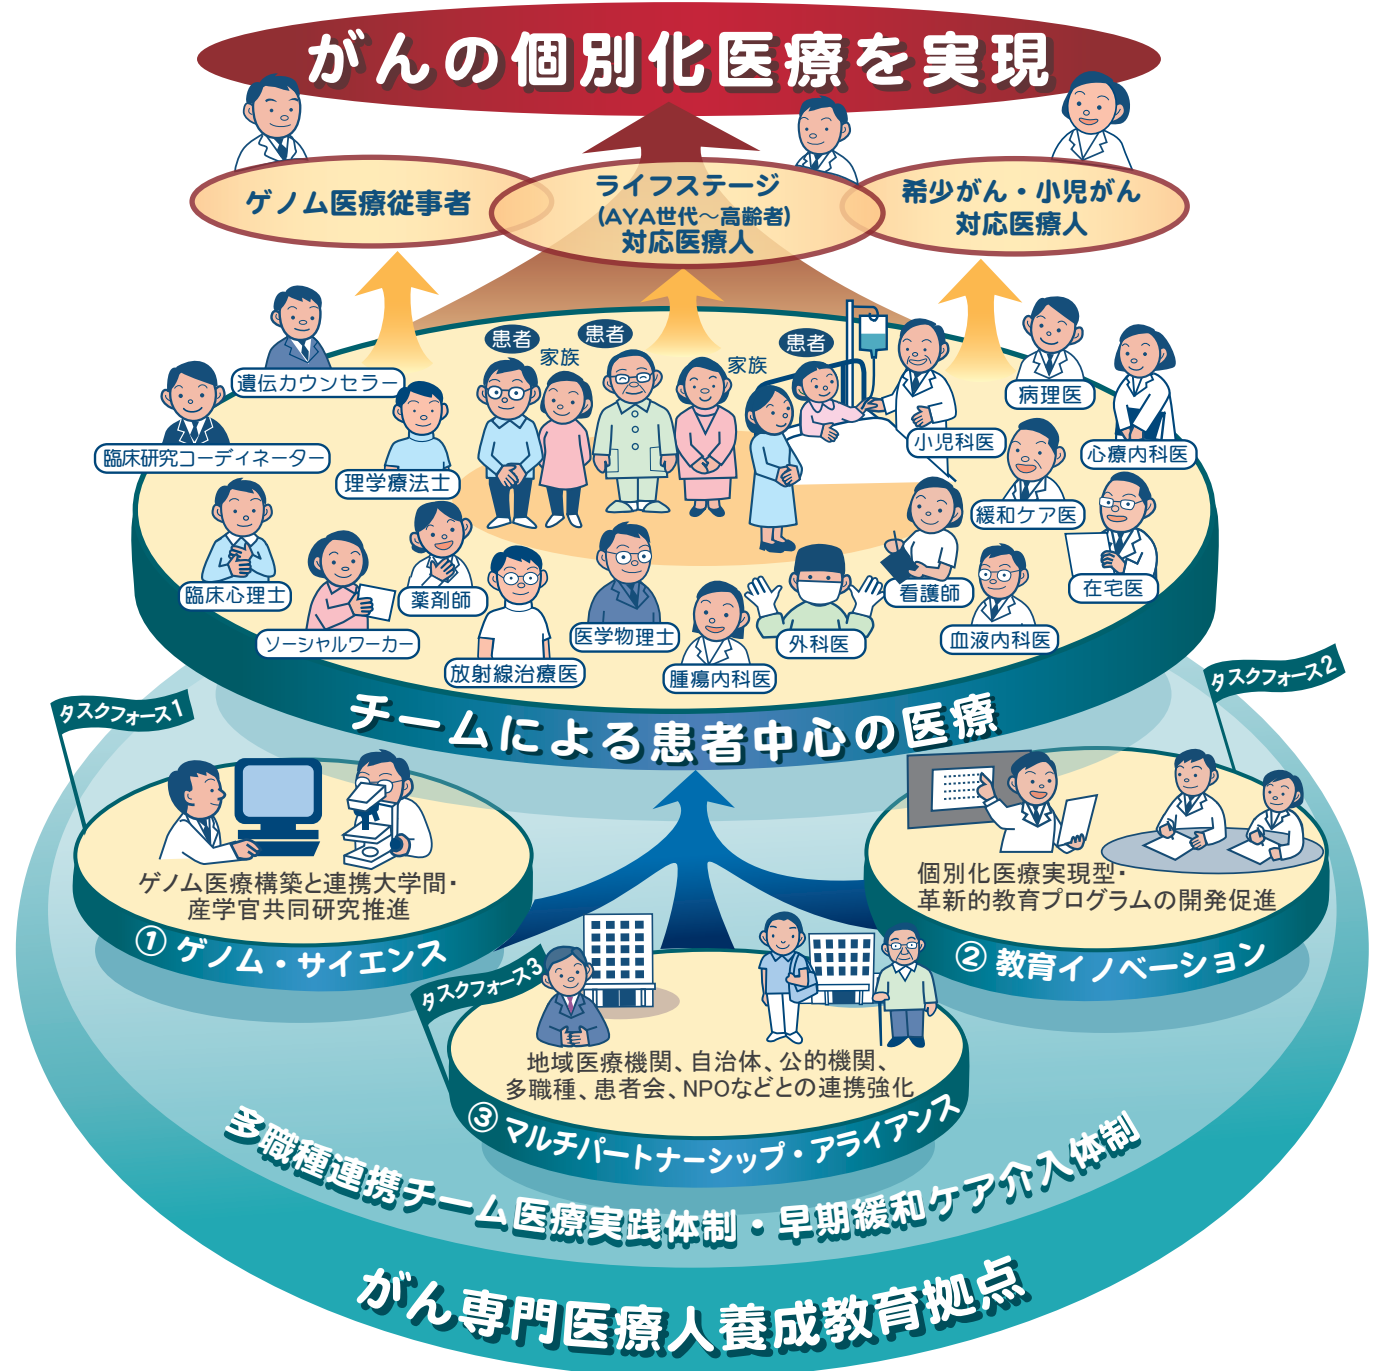 がんの個別化医療を実現
ゲノム医療従事者
ライフステージ
(AYA世代～高齢者)
対応医療人
希少がん・小児がん
対応医療人
患者
家族
患者
家族
患者
遺伝カウンセラー
臨床研究コーディネーター
理学療法士
小児科医
病理医
心療内科医
緩和ケア医
在宅医
臨床心理士
薬剤師
ソーシャルワーカー
放射線治療医
医学物理士
腫瘍内科医
外科医
看護師
血液内科医
チームによる患者中心の医療
タスクフォース1
ゲノム医療構築と連携大学間・
産学官共同研究推進
① ゲノム・サイエンス
タスクフォース2
個別化医療実現型・
革新的教育プログラムの開発促進
② 教育イノベーション
タスクフォース3
地域医療機関、自治体、公的機関、
多職種、患者会、NPOなどとの連携強化
③ マルチパートナーシップ・アライアンス
多職種連携チーム医療実践体制・早期緩和ケア介入体制
がん専門医療人養成教育拠点